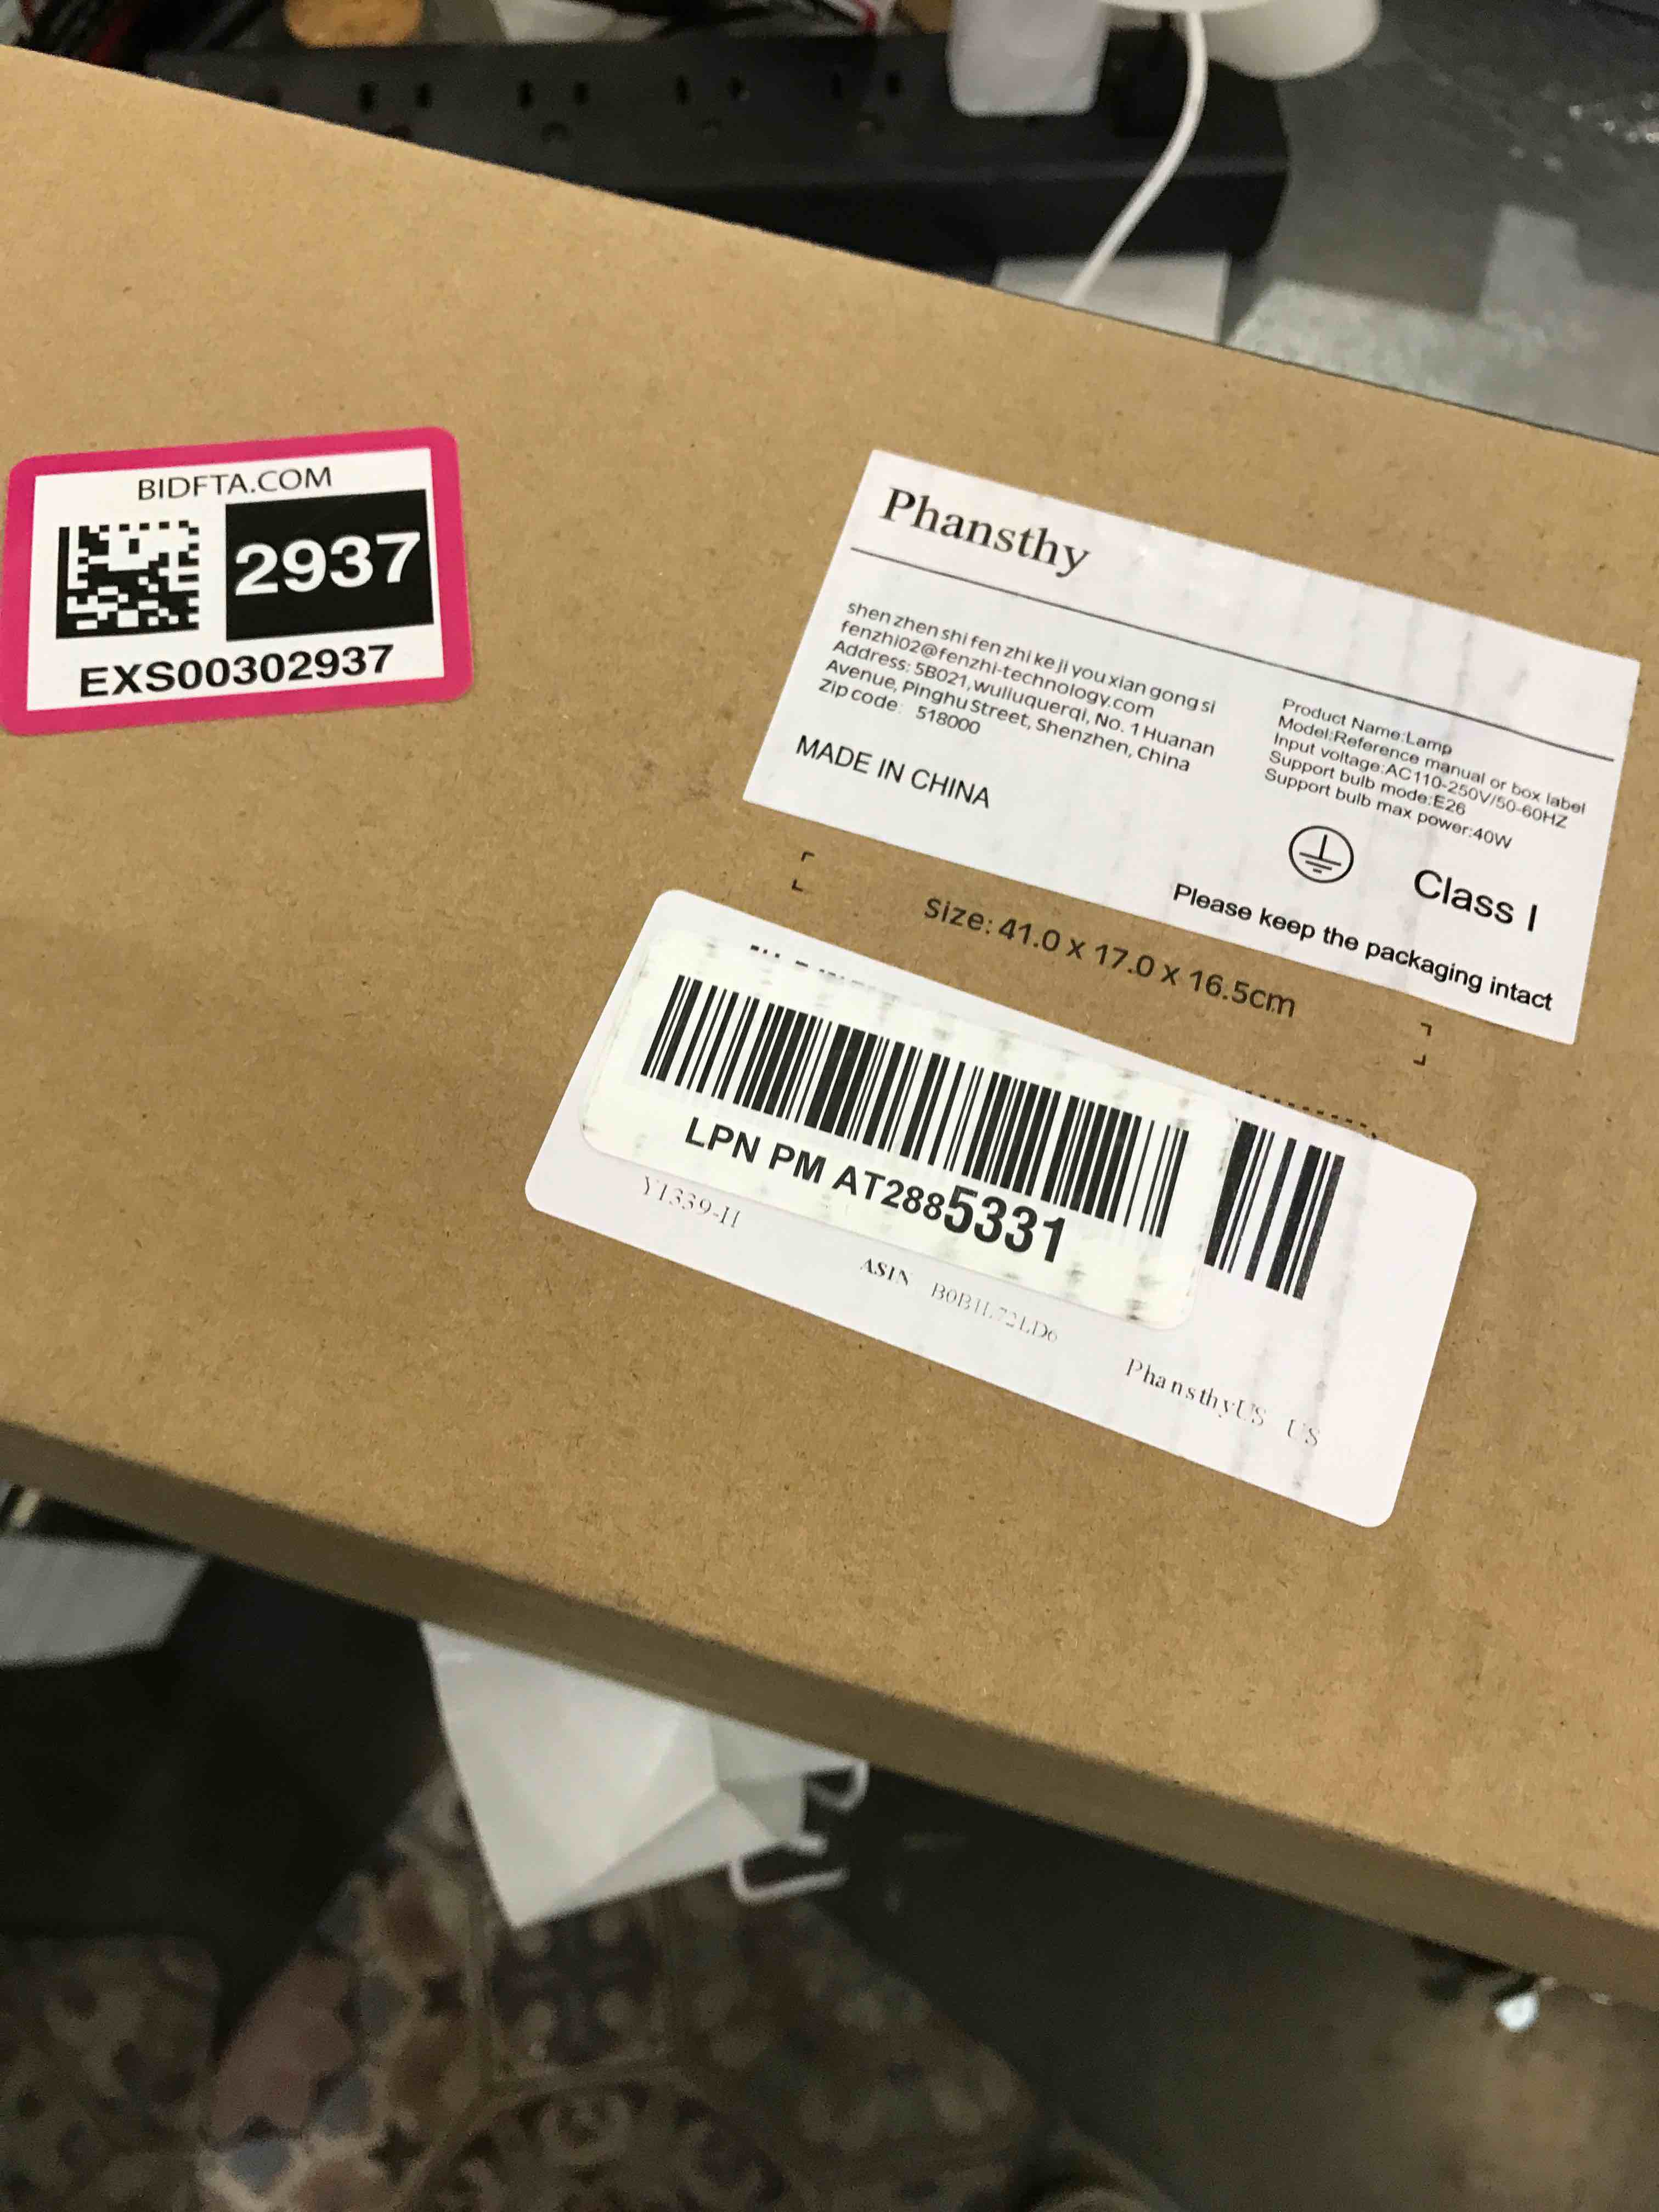 BIDFTA.COM
2937
EXS00302937
Phansthy
shen zhen shi fen zhi ke ji you xian gong si
fenzhi02@fenzhi-technology.com
Address: 5B021, wuliuquerqi, No. 1 Huanan
Avenue, Pinghu Street, Shenzhen, China
Zip code: 518000
MADE IN CHINA
Product Name:Lamp
Model:Reference manual or box label
Input voltage:AC110-250V/50-60HZ
Support bulb mode:E26
Support bulb max power:40W
Class I
Please keep the packaging intact
Size: 41.0 x 17.0 x 16.5cm
LPN PM AT2885331
ASIN B0B1L72LD6
PhansthyUS US